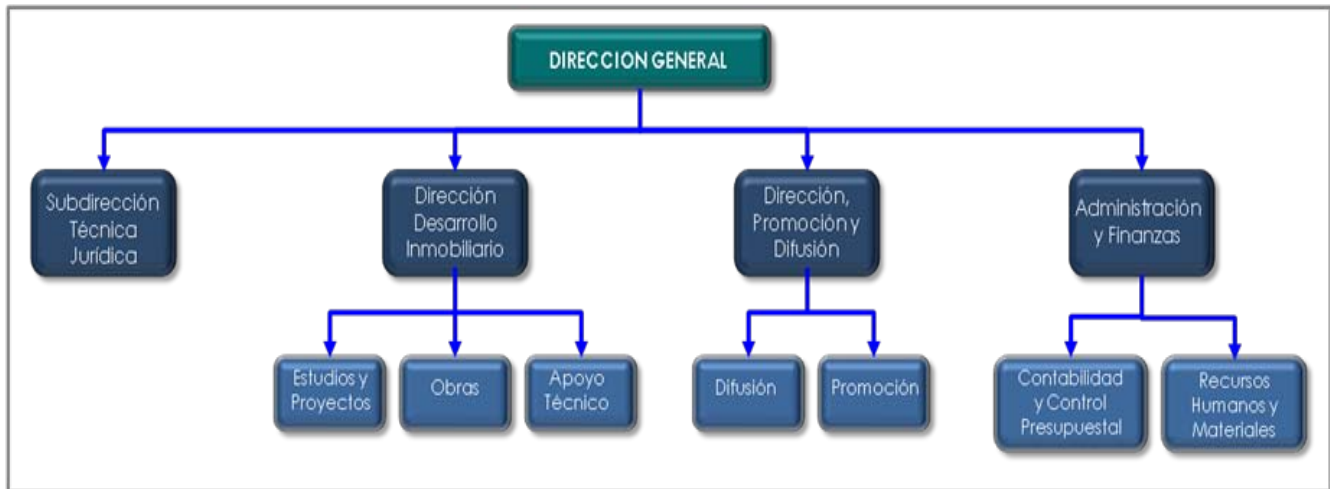 DIRECCION GENERAL
Subdirección
Técnica
Jurídica
Dirección
Desarrollo
Inmobiliario
Dirección,
Promoción y
Difusión
Administración
y Finanzas
Estudios y
Proyectos
Obras
Apoyo
Técnico
Difusión
Promoción
Contabilidad
y Control
Presupuestal
Recursos
Humanos y
Materiales